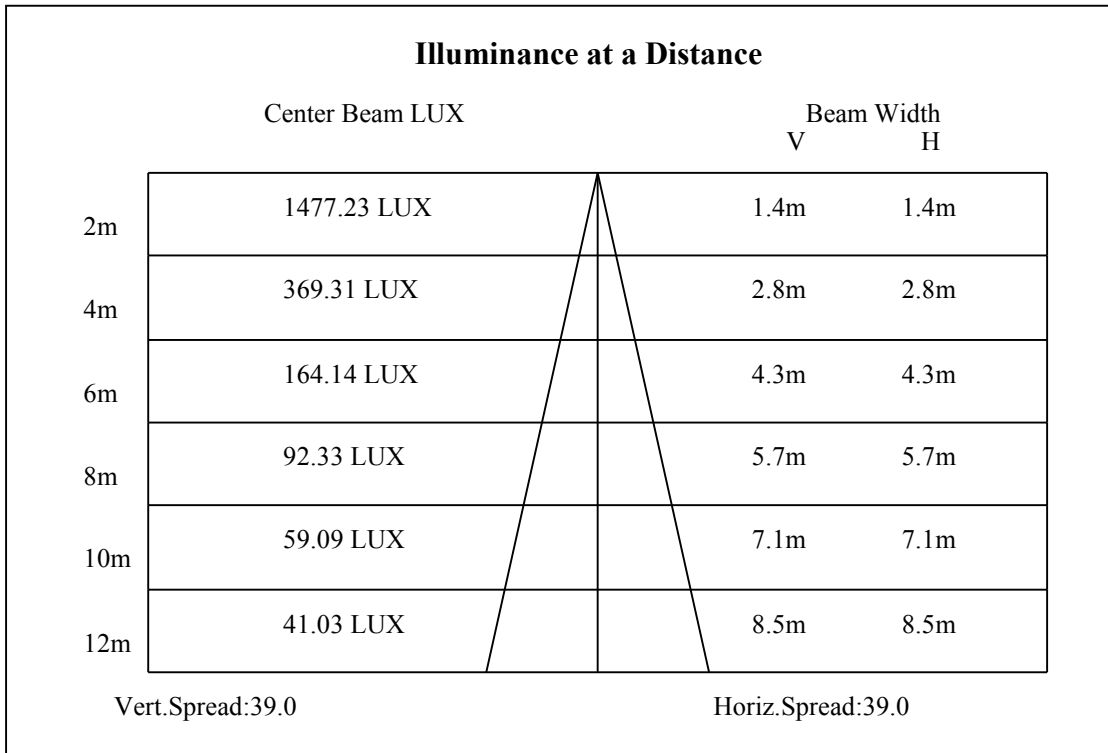 Illuminance at a Distance
Center Beam LUX Beam Width
V H
2m 1477.23 LUX 1.4m 1.4m
4m 369.31 LUX 2.8m 2.8m
6m 164.14 LUX 4.3m 4.3m
8m 92.33 LUX 5.7m 5.7m
10m 59.09 LUX 7.1m 7.1m
12m 41.03 LUX 8.5m 8.5m
Vert.Spread:39.0 Horiz.Spread:39.0